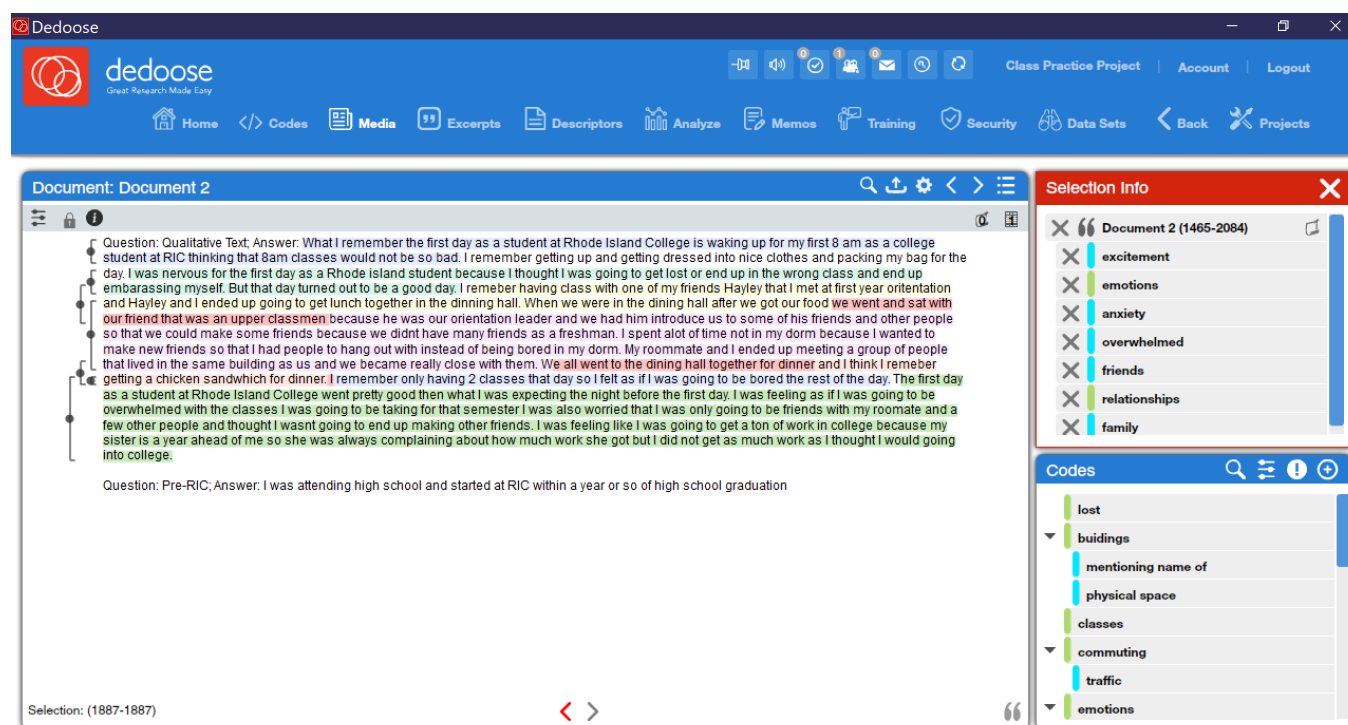 Dedoose
dedoose
Great Research Made Easy
0 1 0
Class Practice Project | Account | Logout
Home Codes Media Excerpts Descriptors Analyze Memos Training Security Data Sets Back Projects
Document: Document 2
Question: Qualitative Text; Answer: What I remember the first day as a student at Rhode Island College is waking up for my first 8 am as a college
student at RIC thinking that 8am classes would not be so bad. I remember getting up and getting dressed into nice clothes and packing my bag for the
day. I was nervous for the first day as a Rhode island student because I thought I was going to get lost or end up in the wrong class and end up
embarassing myself. But that day turned out to be a good day. I remeber having class with one of my friends Hayley that I met at first year oritentation
and Hayley and I ended up going to get lunch together in the dinning hall. When we were in the dining hall after we got our food we went and sat with
our friend that was an upper classmen because he was our orientation leader and we had him introduce us to some of his friends and other people
so that we could make some friends because we didnt have many friends as a freshman. I spent alot of time not in my dorm because I wanted to
make new friends so that I had people to hang out with instead of being bored in my dorm. My roommate and I ended up meeting a group of people
that lived in the same building as us and we became really close with them. We all went to the dining hall together for dinner and I think I remeber
getting a chicken sandwhich for dinner. I remember only having 2 classes that day so I felt as if I was going to be bored the rest of the day. The first day
as a student at Rhode Island College went pretty good then what I was expecting the night before the first day. I was feeling as if I was going to be
overwhelmed with the classes I was going to be taking for that semester I was also worried that I was only going to be friends with my roomate and a
few other people and thought I wasnt going to end up making other friends. I was feeling like I was going to get a ton of work in college because my
sister is a year ahead of me so she was always complaining about how much work she got but I did not get as much work as I thought I would going
into college.
Question: Pre-RIC; Answer: I was attending high school and started at RIC within a year or so of high school graduation
Selection: (1887-1887)
Selection Info
Document 2 (1465-2084)
excitement
emotions
anxiety
overwhelmed
friends
relationships
family
Codes
lost
buidings
mentioning name of
physical space
classes
commuting
traffic
emotions